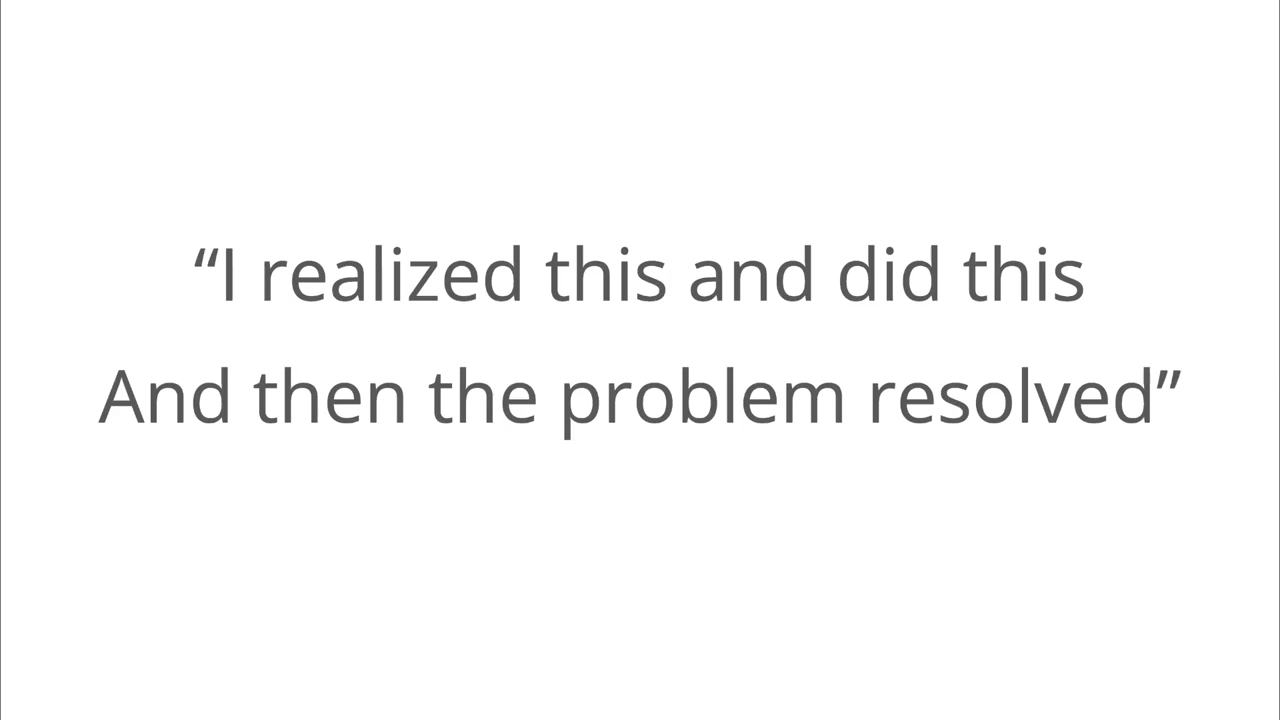 “I realized this and did this
And then the problem resolved”